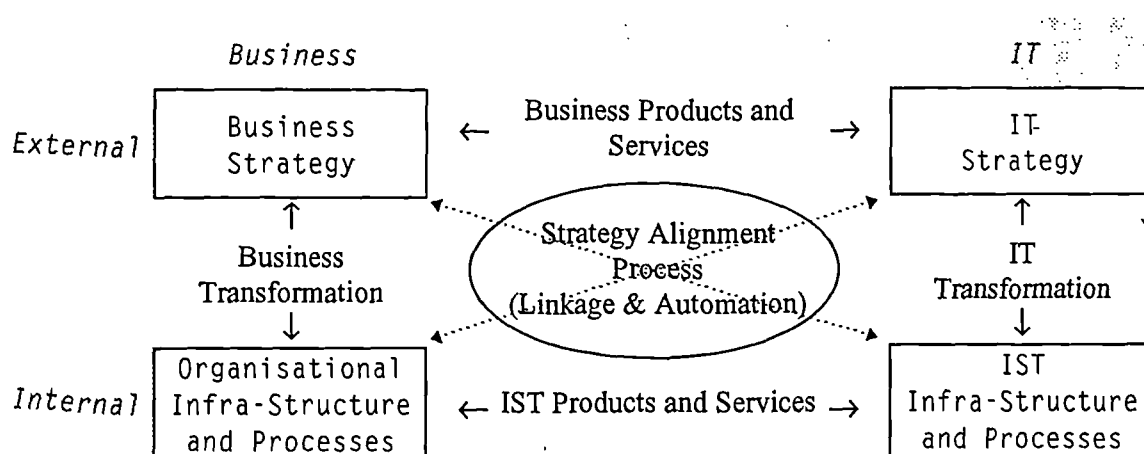 Business
IT
External
Business
Strategy
← Business Products and
Services →
IT-
Strategy
Strategy Alignment
Process
(Linkage & Automation)
Business
Transformation
IT
Transformation
Internal
Organisational
Infra-Structure
and Processes
← IST Products and Services →
IST
Infra-Structure
and Processes